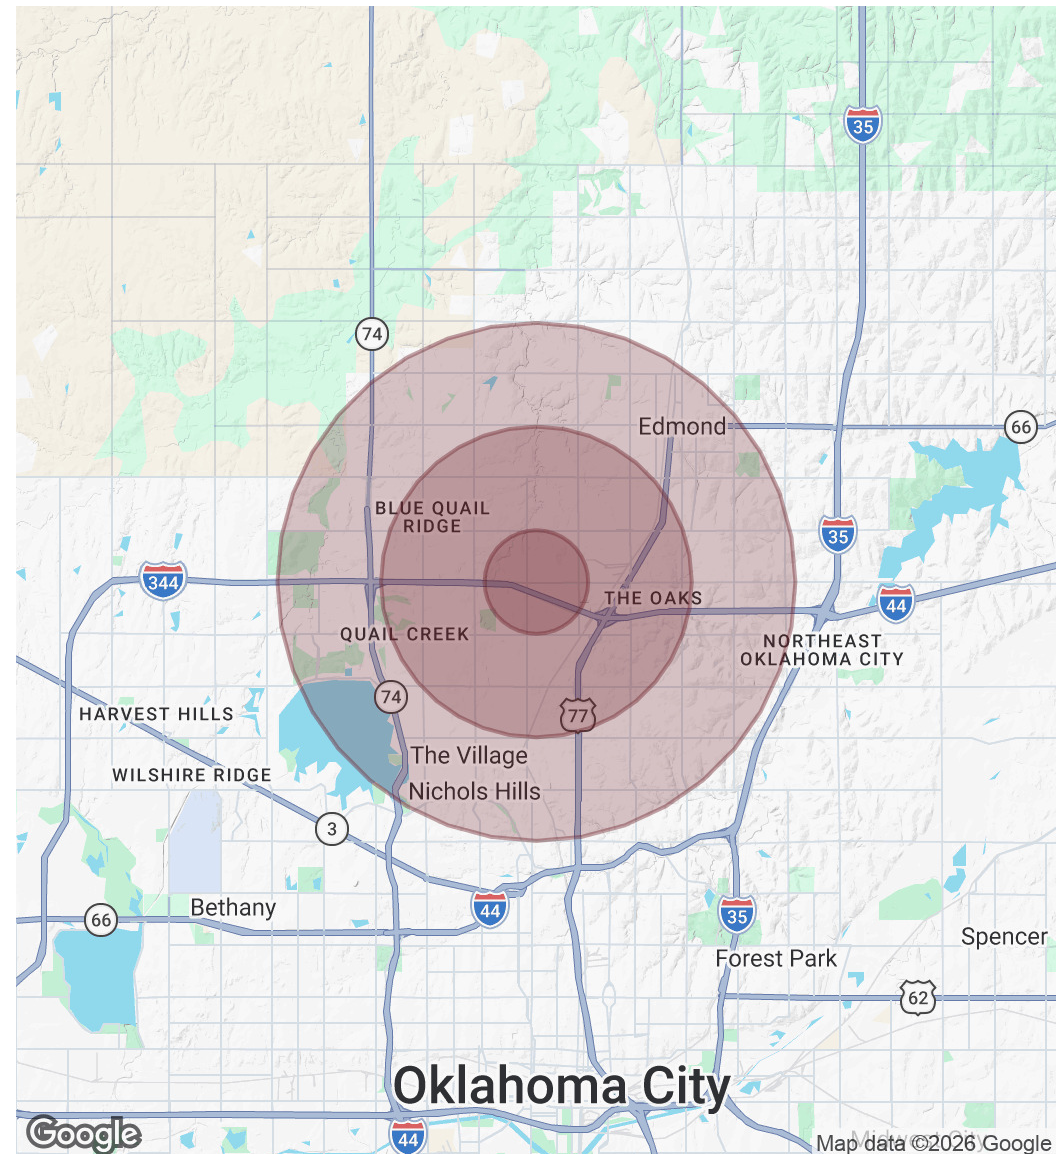 35
74
Edmond
66
BLUE QUAIL
RIDGE
35
344
THE OAKS
44
QUAIL CREEK
NORTHEAST
OKLAHOMA CITY
74
HARVEST HILLS
77
The Village
WILSHIRE RIDGE
Nichols Hills
3
Bethany
44
35
66
Spencer
Forest Park
62
Oklahoma City
Google
44
Midwest City
Map data ©2026 Google